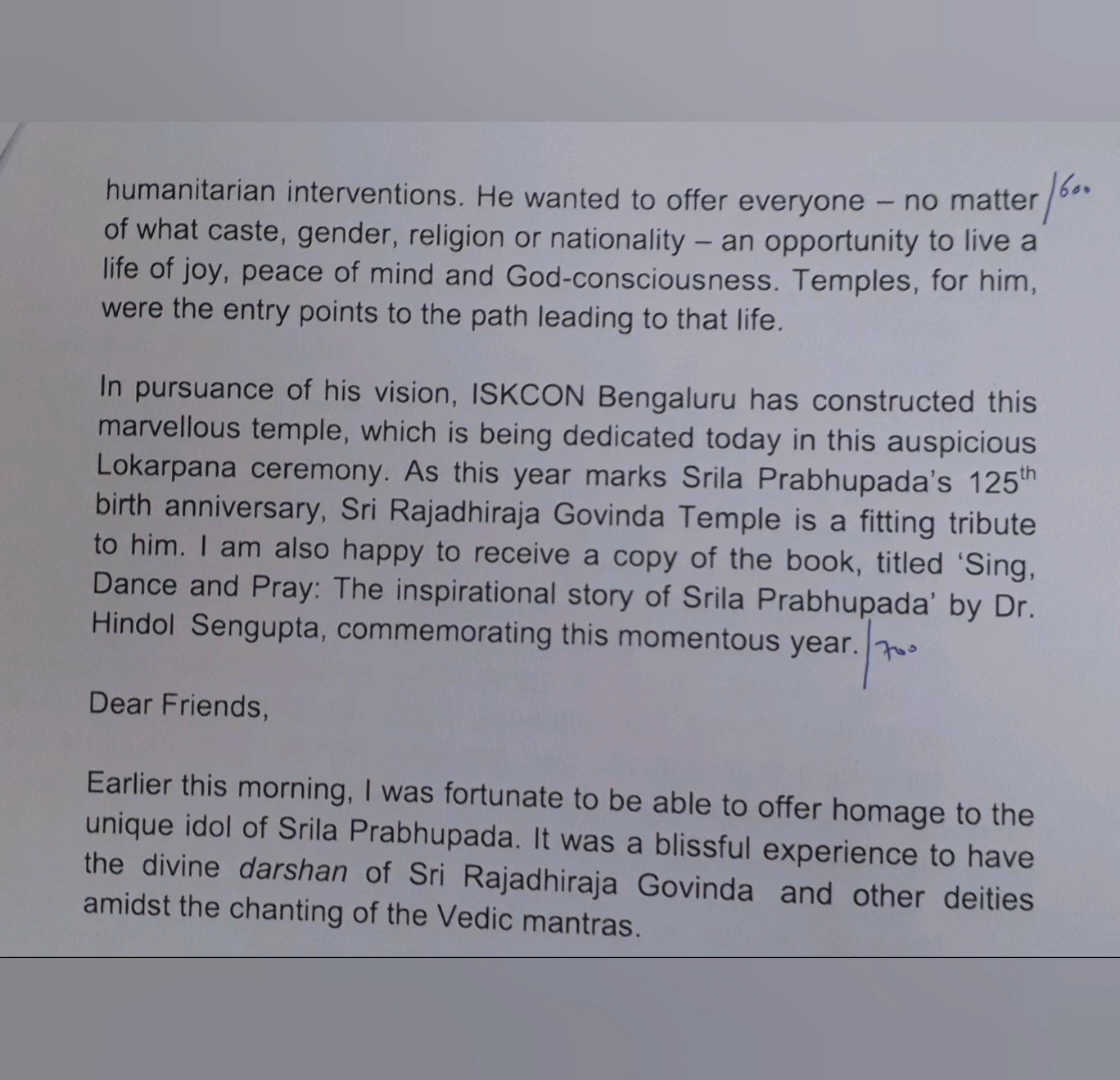 humanitarian interventions. He wanted to offer everyone – no matter /600
of what caste, gender, religion or nationality – an opportunity to live a
life of joy, peace of mind and God-consciousness. Temples, for him,
were the entry points to the path leading to that life.
In pursuance of his vision, ISKCON Bengaluru has constructed this
marvellous temple, which is being dedicated today in this auspicious
Lokarpana ceremony. As this year marks Srila Prabhupada's 125th
birth anniversary, Sri Rajadhiraja Govinda Temple is a fitting tribute
to him. I am also happy to receive a copy of the book, titled ‘Sing,
Dance and Pray: The inspirational story of Srila Prabhupada’ by Dr.
Hindol Sengupta, commemorating this momentous year. /700
Dear Friends,
Earlier this morning, I was fortunate to be able to offer homage to the
unique idol of Srila Prabhupada. It was a blissful experience to have
the divine darshan of Sri Rajadhiraja Govinda and other deities
amidst the chanting of the Vedic mantras.